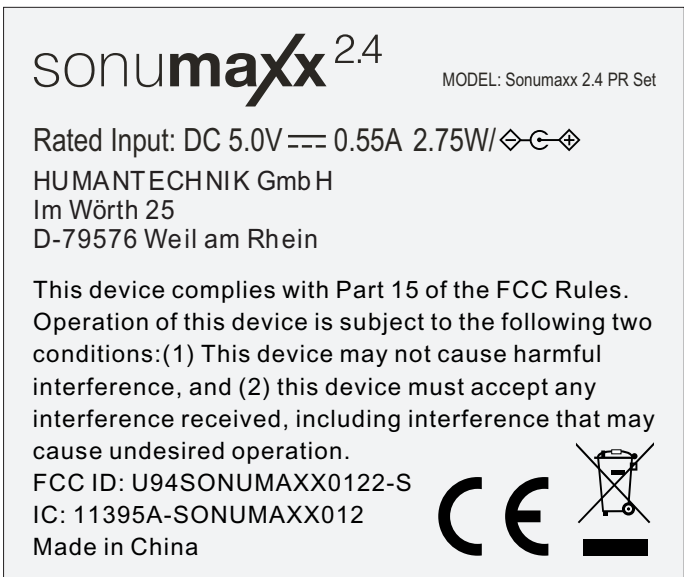 sonumaxx 2.4
MODEL: Sonumaxx 2.4 PR Set
Rated Input: DC 5.0V⎓0.55A 2.75W/
HUMANTECHNIK GmbH
Im Wörth 25
D-79576 Weil am Rhein
This device complies with Part 15 of the FCC Rules.
Operation of this device is subject to the following two
conditions:(1) This device may not cause harmful
interference, and (2) this device must accept any
interference received, including interference that may
cause undesired operation.
FCC ID: U94SONUMAXX0122-S
IC: 11395A-SONUMAXX012
Made in China
CE